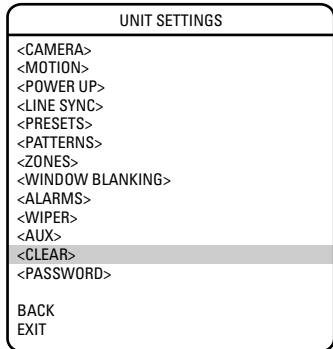 UNIT SETTINGS
<CAMERA>
<MOTION>
<POWER UP>
<LINE SYNC>
<PRESETS>
<PATTERNS>
<ZONES>
<WINDOW BLANKING>
<ALARMS>
<WIPER>
<AUX>
<CLEAR>
<PASSWORD>
BACK
EXIT